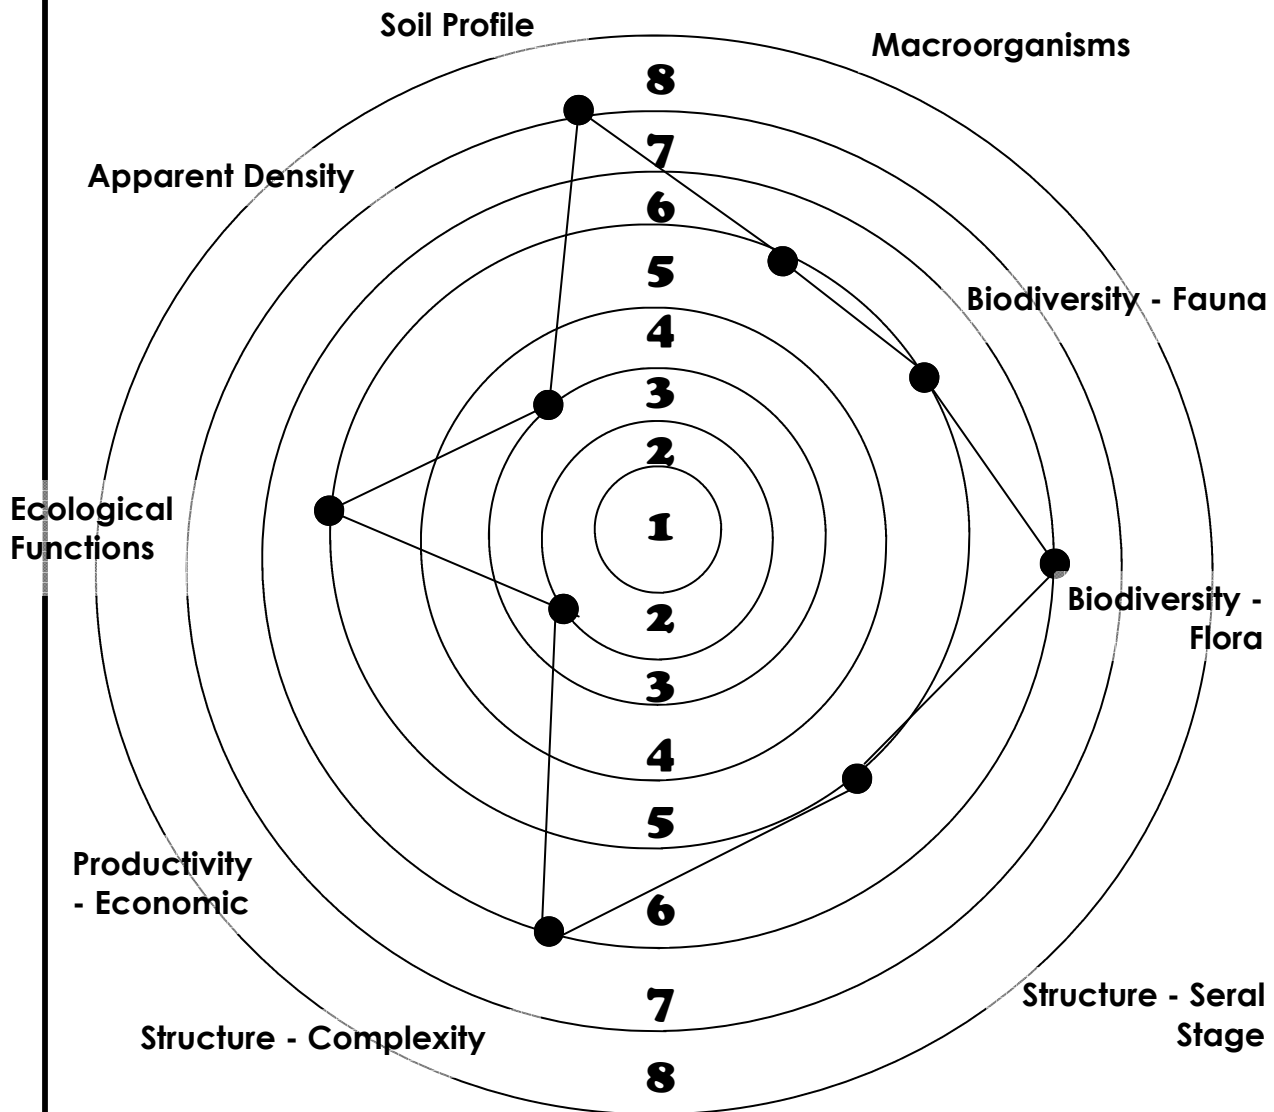 Soil Profile
Macroorganisms
8
Apparent Density
7
6
5
Biodiversity - Fauna
4
3
2
Ecological
Functions
1
Biodiversity -
Flora
2
3
4
5
Productivity
- Economic
6
Structure - Seral
Stage
7
Structure - Complexity
8